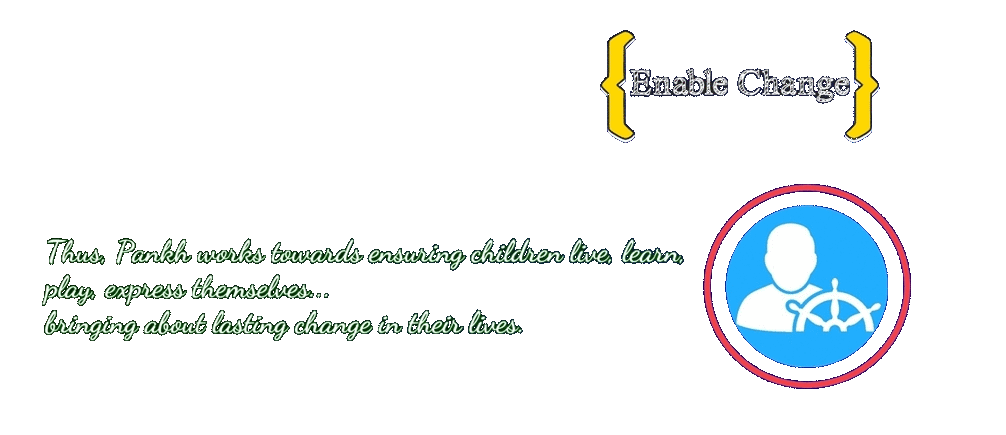 Enable Change
Thus, Pankh works towards ensuring children live, learn,
play, express themselves...
bringing about lasting change in their lives.